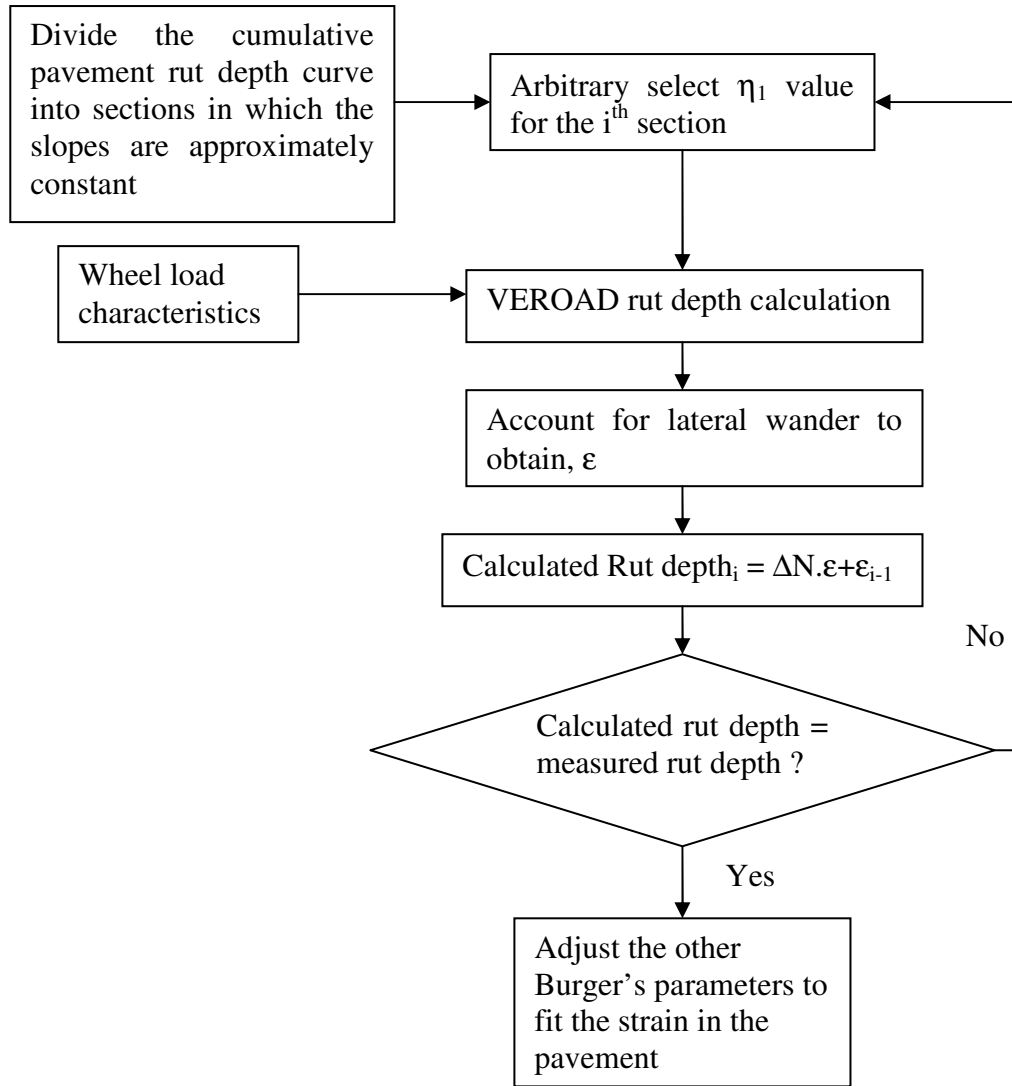 Divide the cumulative
pavement rut depth curve
into sections in which the
slopes are approximately
constant
Arbitrary select η₁ value
for the iᵗʰ section
Wheel load
characteristics
VEROAD rut depth calculation
Account for lateral wander to
obtain, ε
Calculated Rut depthᵢ = ΔN.ε+εᵢ₋₁
No
Calculated rut depth =
measured rut depth ?
Yes
Adjust the other
Burger's parameters to
fit the strain in the
pavement